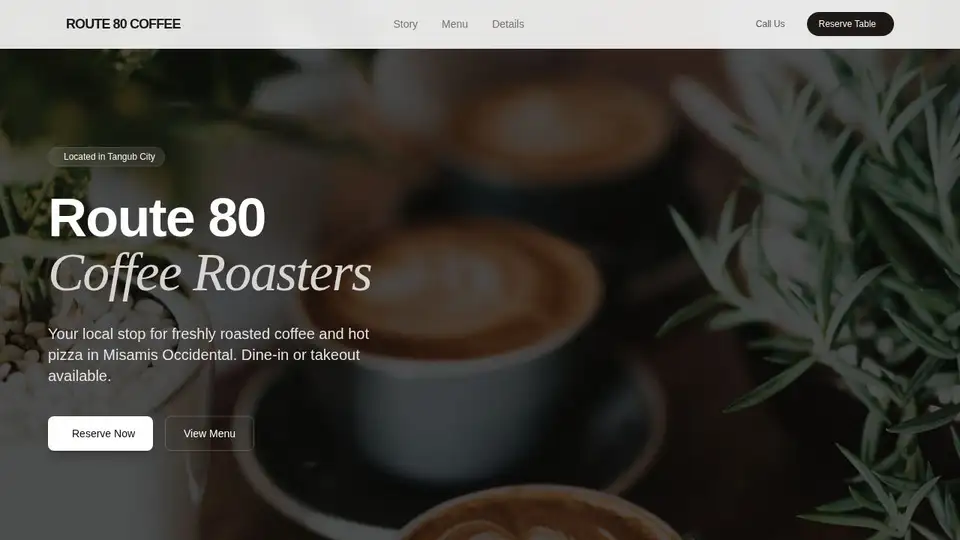 ROUTE 80 COFFEE
Story
Menu
Details
Call Us
Reserve Table
Located in Tangub City
Route 80
Coffee Roasters
Your local stop for freshly roasted coffee and hot
pizza in Misamis Occidental. Dine-in or takeout
available.
Reserve Now
View Menu